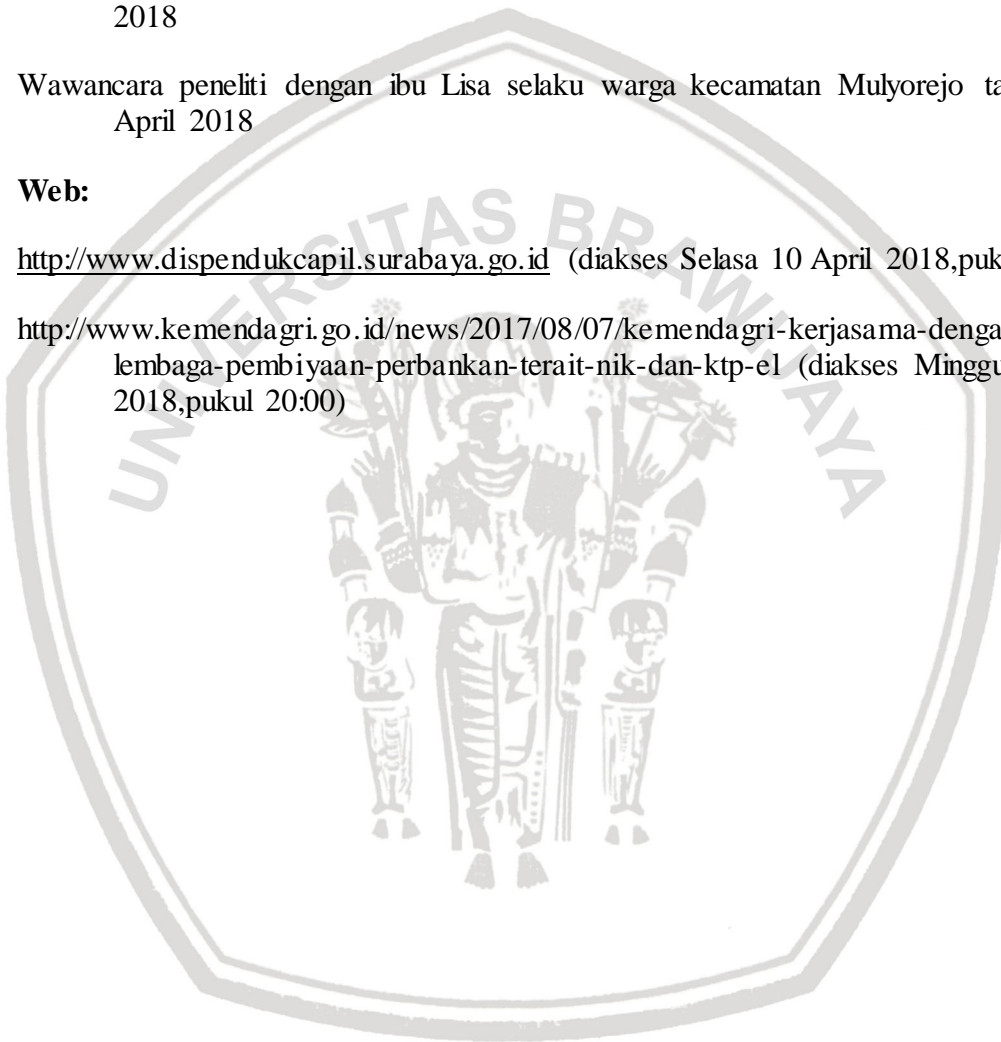 2018
Wawancara peneliti dengan ibu Lisa selaku warga kecamatan Mulyorejo
April 2018
Web:
http://www.dispendukcapil.surabaya.go.id (diakses Selasa 10 April 2018,
http://www.kemendagri.go.id/news/2017/08/07/kemendagri-kerjasama-denga
lembaga-pembiyaan-perbankan-terait-nik-dan-ktp-el (diakses Minggu
2018,pukul 20:00)
UNIVERSITAS BRAWIJAYA